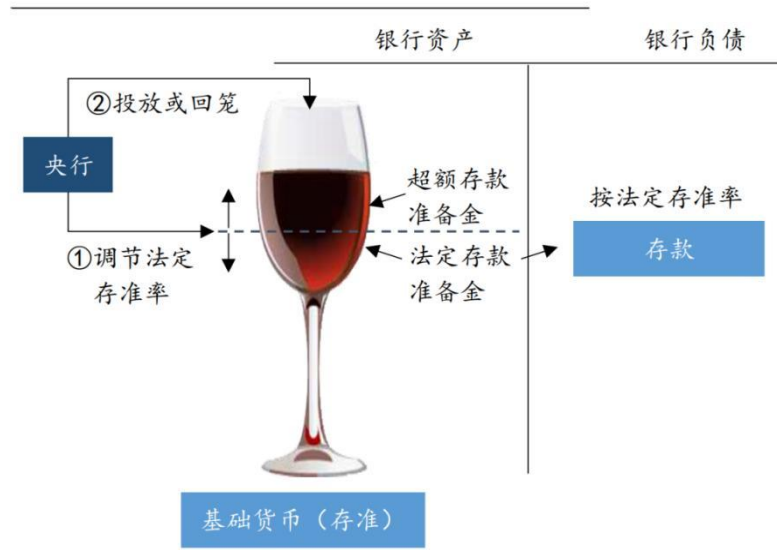 银行资产
银行负债
②投放或回笼
央行
超额存款
准备金
按法定存准率
①调节法定
存准率
法定存款
准备金
存款
基础货币（存准）